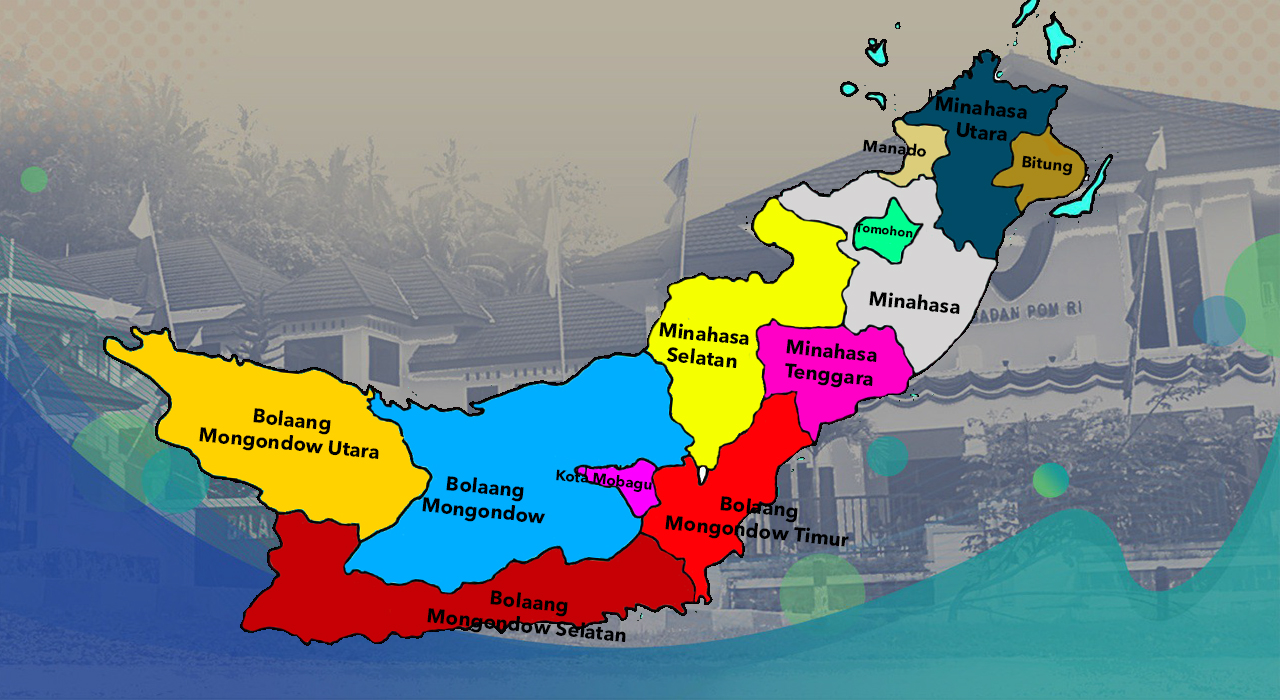 Minahasa
Utara
Manado
Bitung
Tomohon
Minahasa
Minahasa
Selatan
Minahasa
Tenggara
Bolaang
Mongondow Utara
Bolaang
Mongondow
Kota Mobagu
Bolaang
Mongondow Timur
Bolaang
Mongondow Selatan
BADAN POM RI
BALA